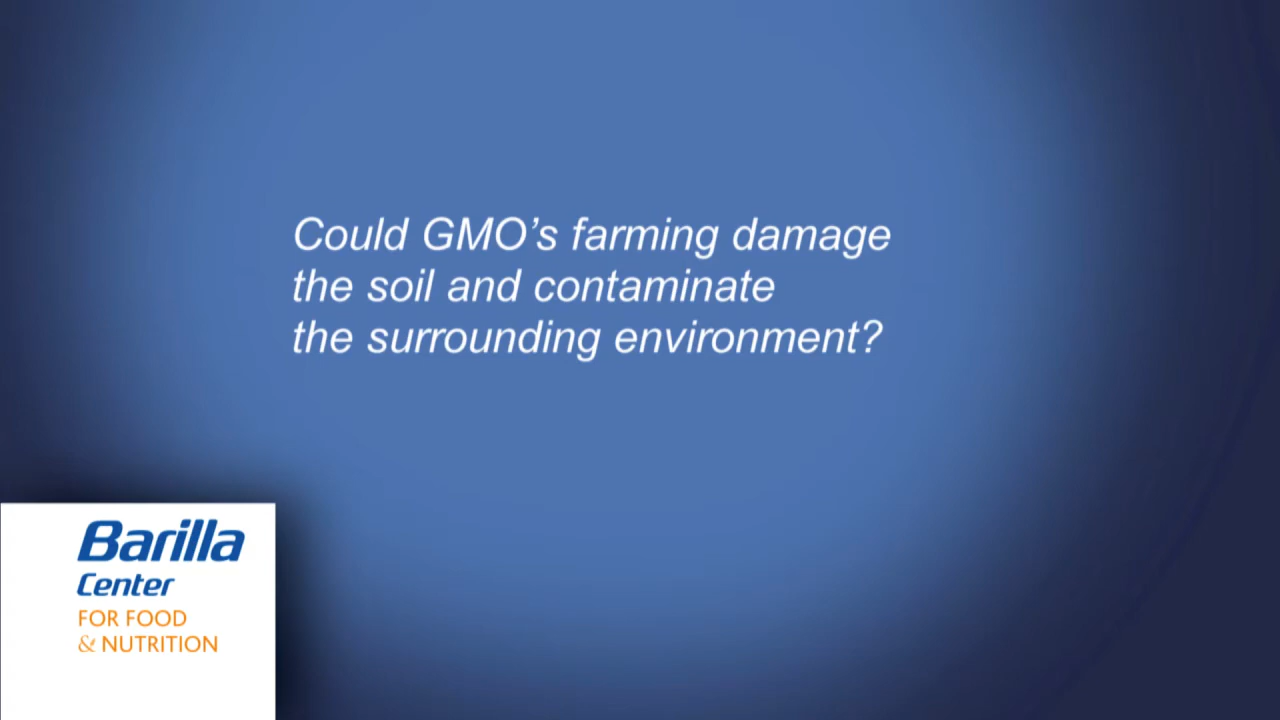 Could GMO’s farming damage
the soil and contaminate
the surrounding environment?
Barilla
Center
FOR FOOD
& NUTRITION